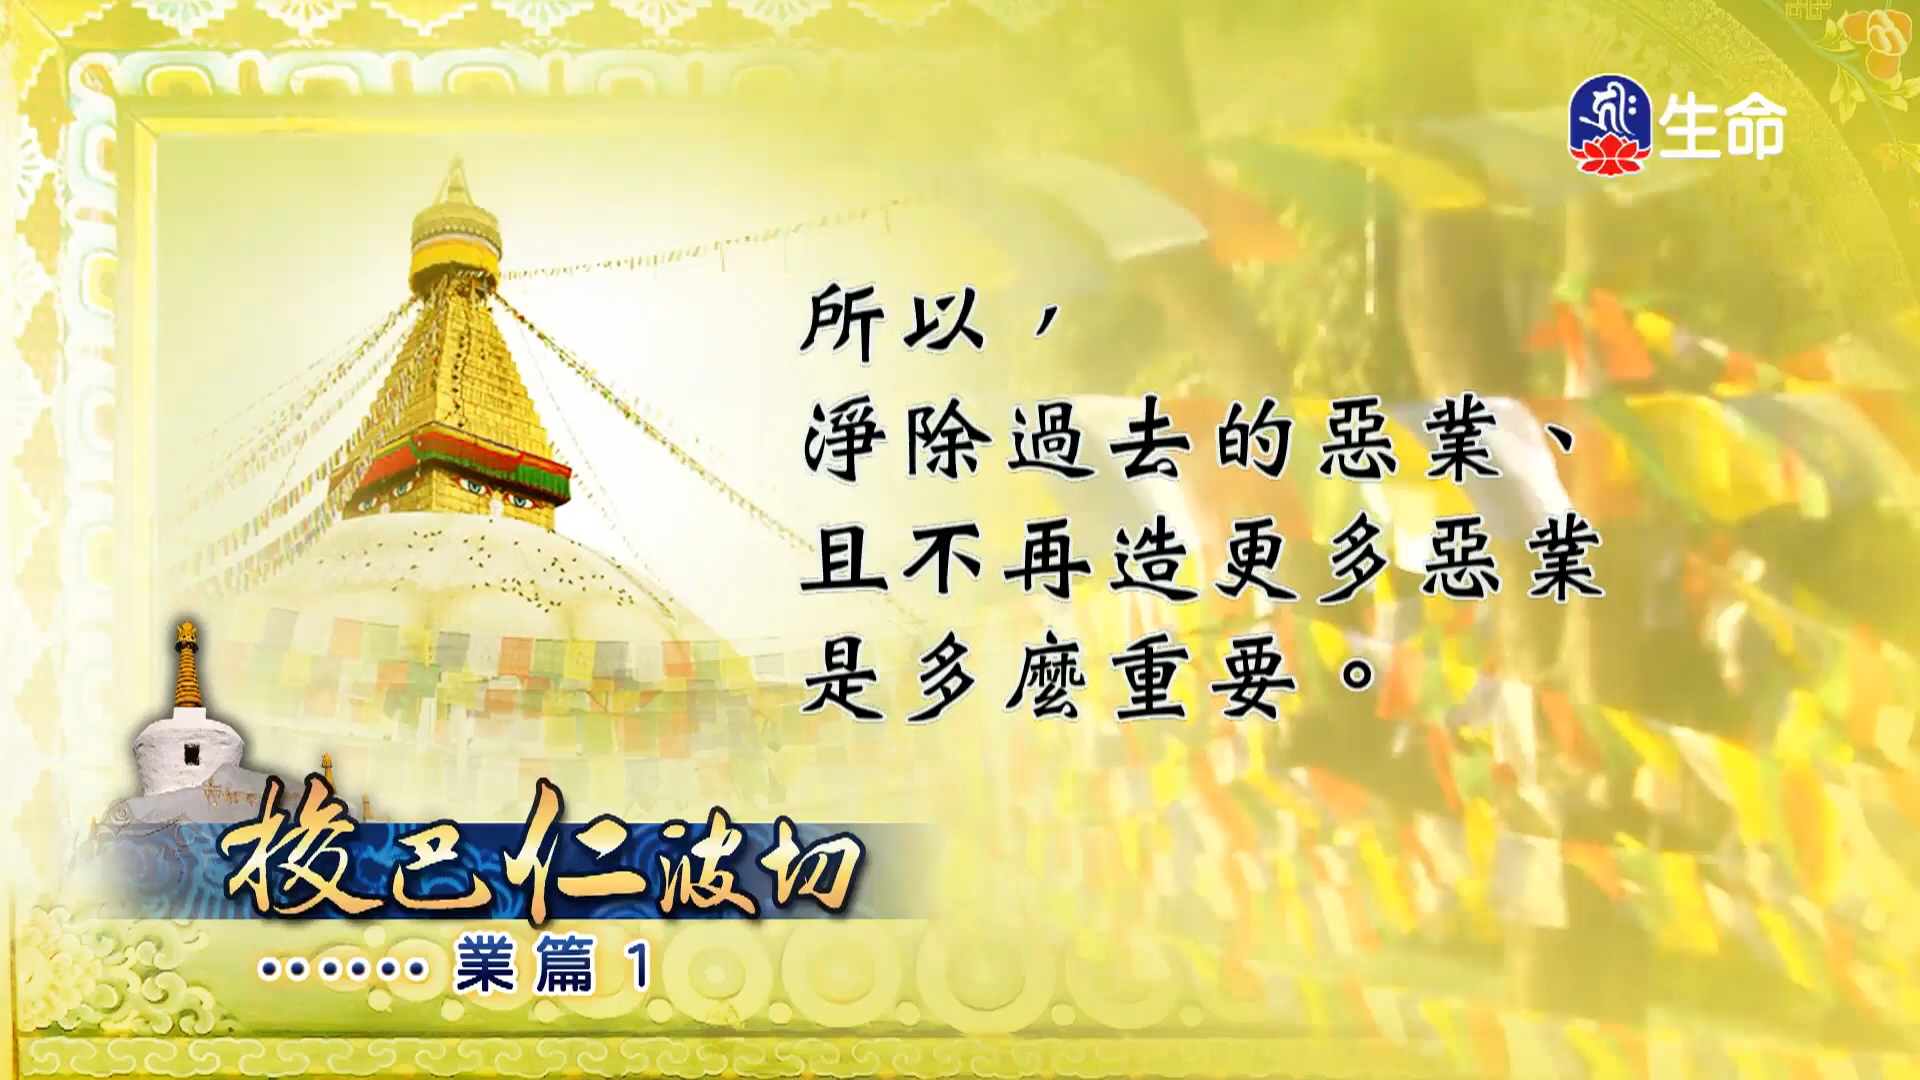 生命
所以，
淨除過去的惡業、
且不再造更多惡業
是多麼重要。
梭巴仁波切
……業篇1